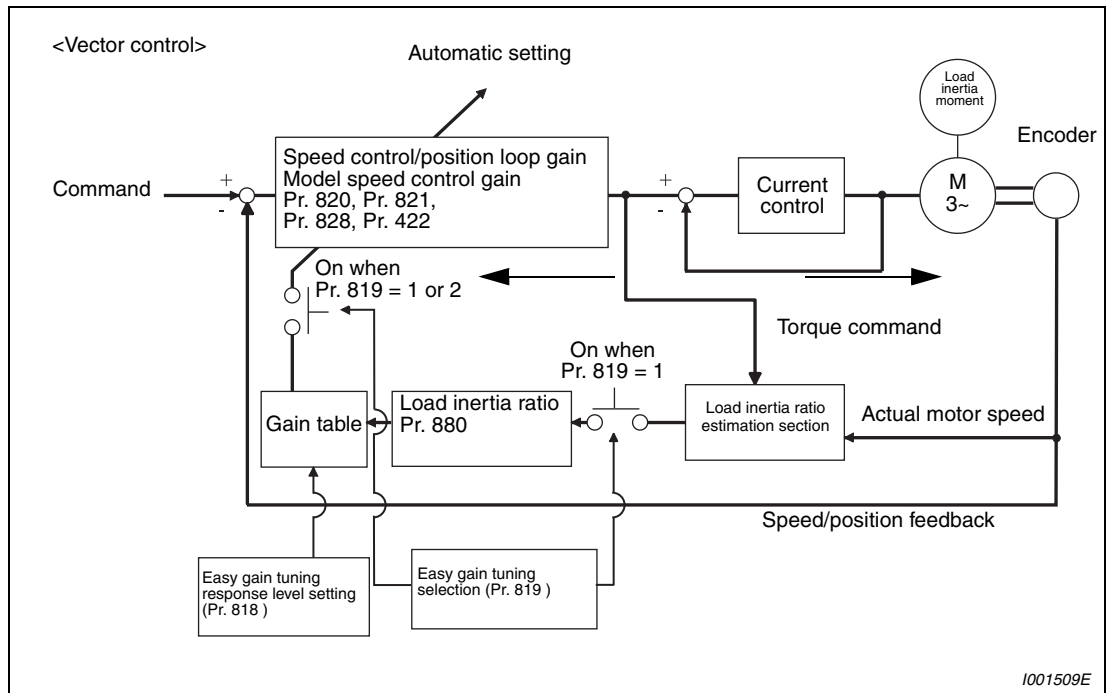 <Vector control>
Automatic setting
Load
inertia
moment
Encoder
Command
+
-
Speed control/position loop gain
Model speed control gain
Pr. 820, Pr. 821,
Pr. 828, Pr. 422
+
-
Current
control
M
3~
On when
Pr. 819 = 1 or 2
Torque command
On when
Pr. 819 = 1
Gain table
Load inertia ratio
Pr. 880
Load inertia ratio
estimation section
Actual motor speed
Speed/position feedback
Easy gain tuning
response level setting
(Pr. 818 )
Easy gain tuning
selection (Pr. 819 )
I001509E